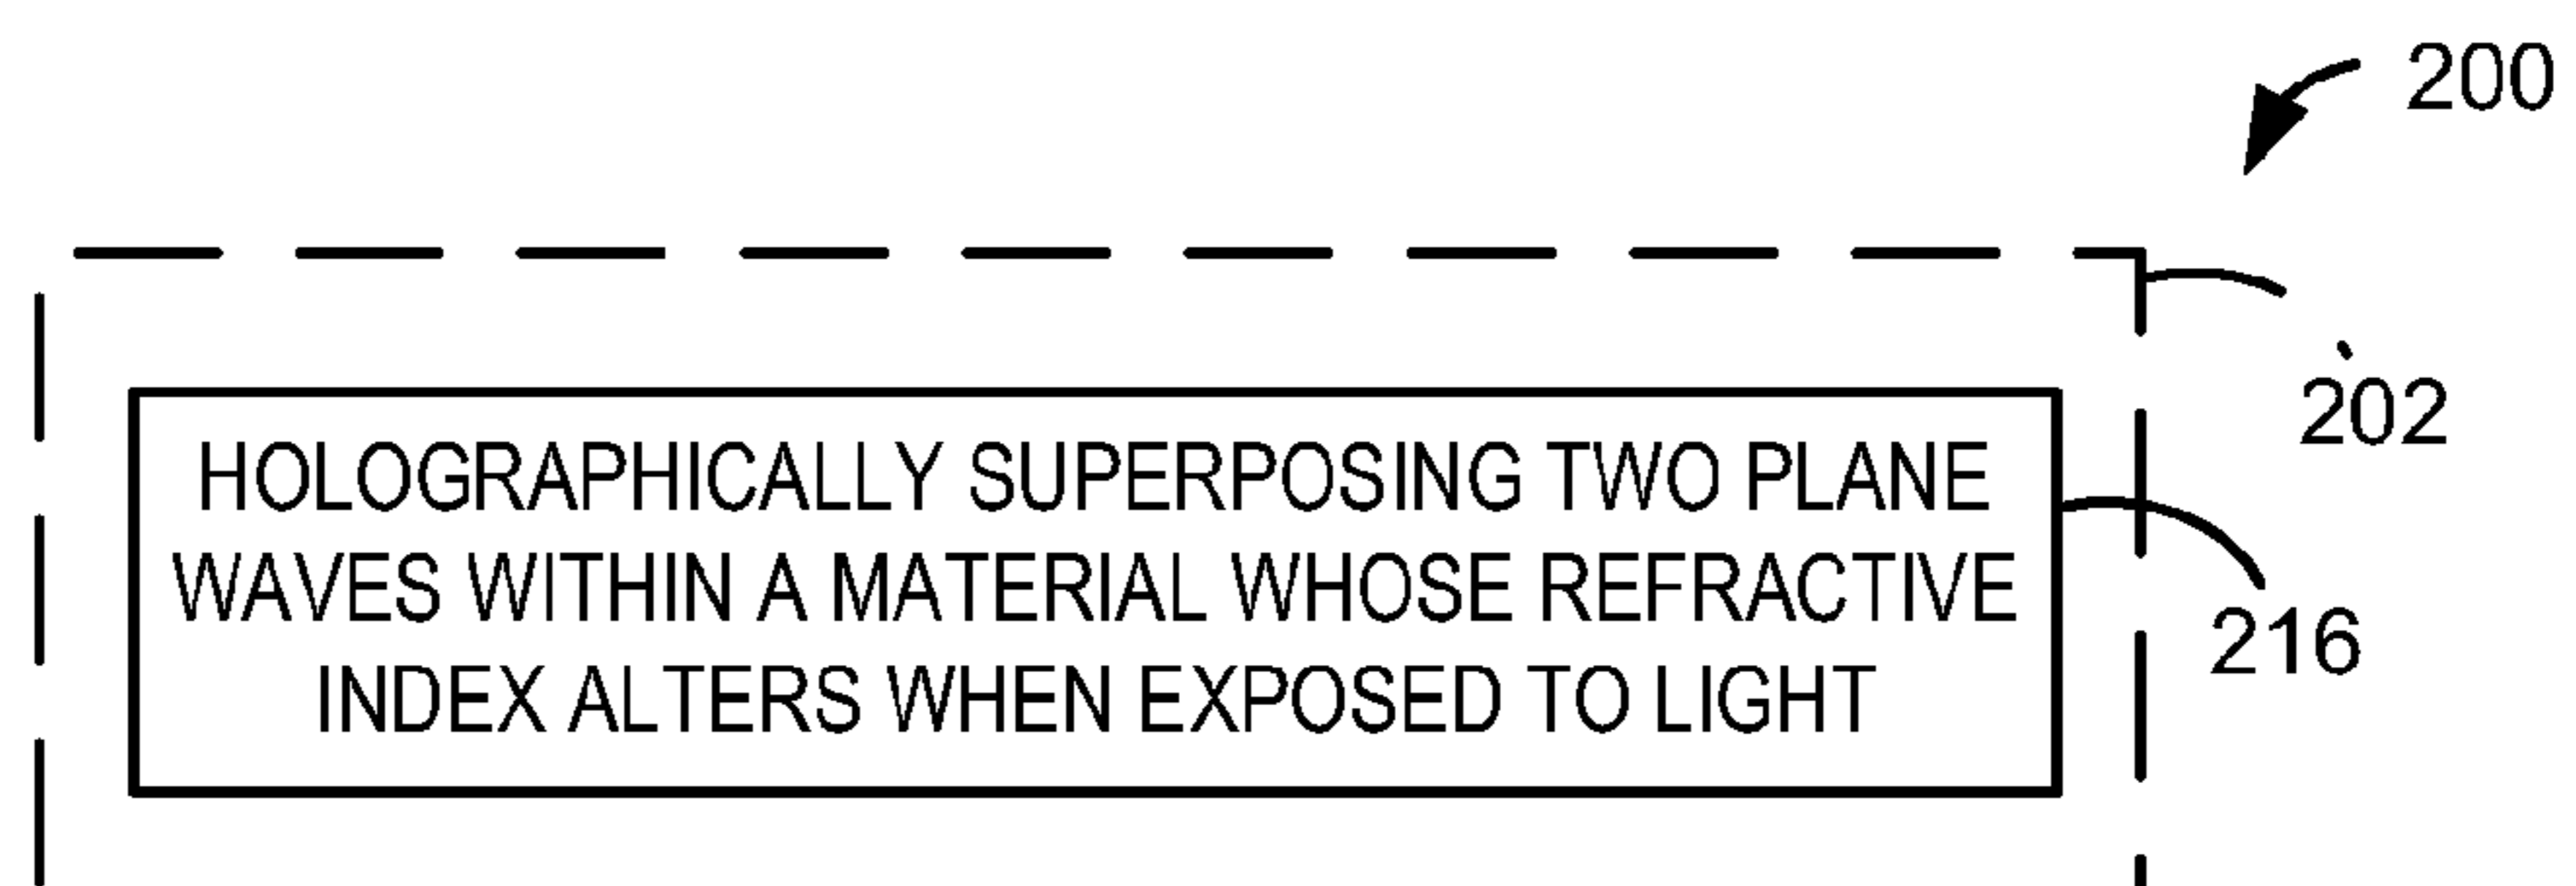 200
202
HOLOGRAPHICALLY SUPERPOSING TWO PLANE
WAVES WITHIN A MATERIAL WHOSE REFRACTIVE
INDEX ALTERS WHEN EXPOSED TO LIGHT
216